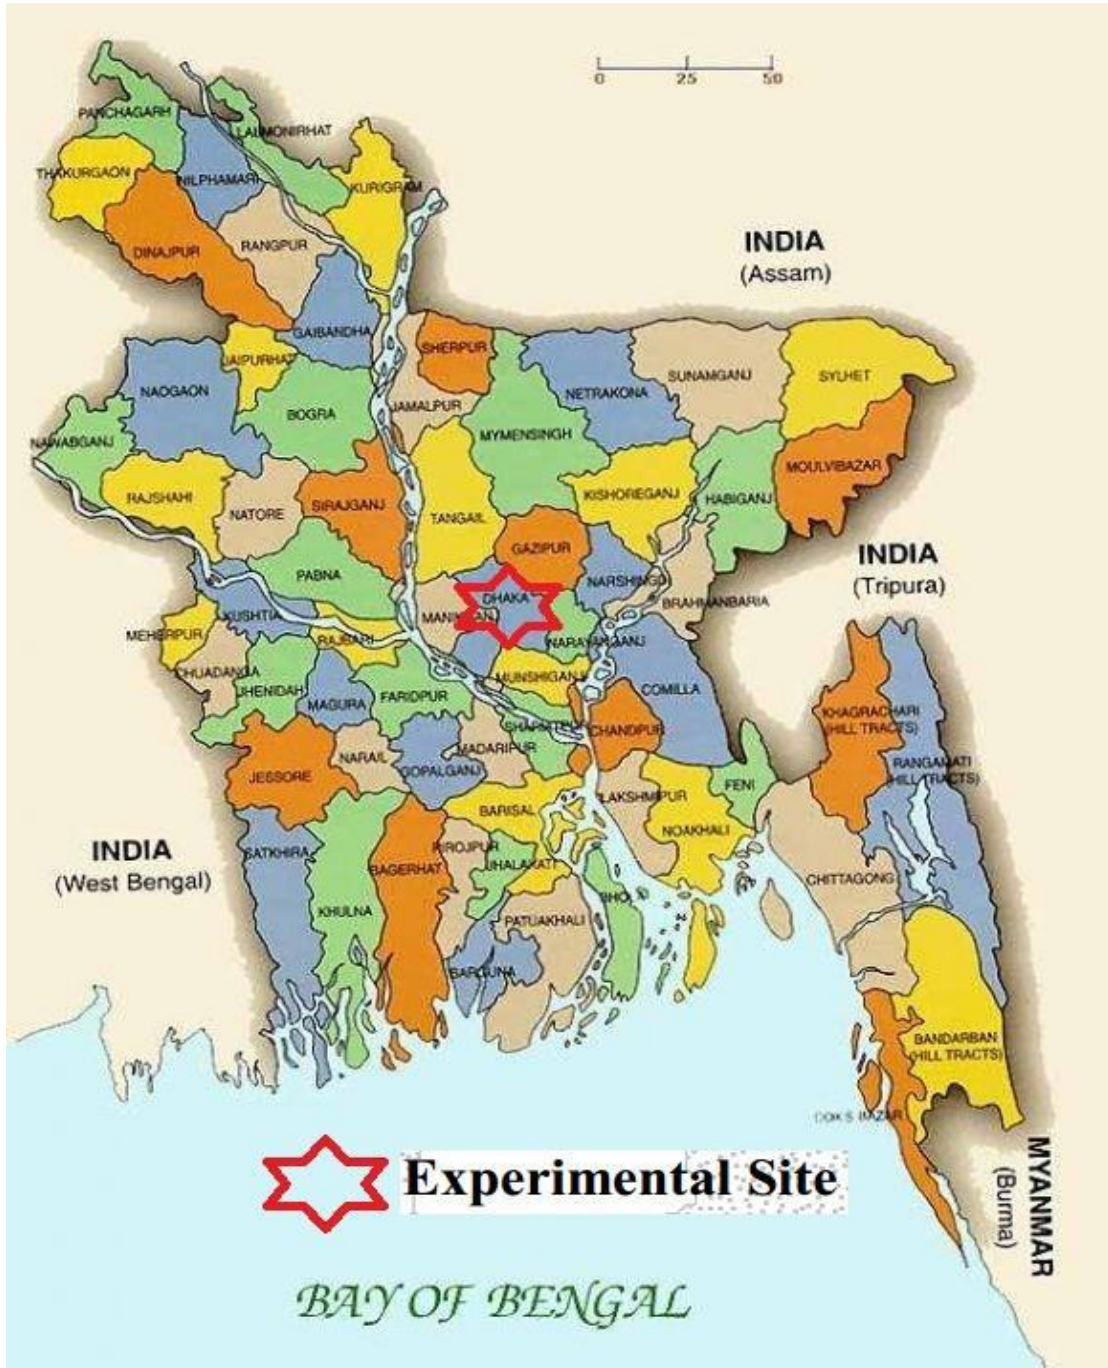 0 25 50
PANCHAGARH
LALMONIRHAT
THAKURGAON
NILPHAMARI
KURIGRAM
DINAJPUR
RANGPUR
INDIA
(Assam)
GAIBANDHA
SHERPUR
JAIPURHAT
NAOGAON
BOGRA
JAMALPUR
NETRAKONA
SUNAMGANJ
SYLHET
NAWABGANJ
MYMENSINGH
MOULVIBAZAR
RAJSHAHI
NATORE
SIRAJGANJ
TANGAIL
KISHOREGANJ
HABIGANJ
GAZIPUR
INDIA
(Tripura)
PABNA
DHAKA
NARSHINGDI
BRAHMANBARIA
KUSHTIA
MEHERPUR
RAJBARI
NARAYANGANJ
CHUADANGA
JHENIDAH
MAGURA
FARIDPUR
MUNSHIGANJ
COMILLA
KHAGRACHARI
(HILL TRACTS)
SHARIATPUR
CHANDPUR
JESSORE
NARAIL
GOPALGANJ
MADARIPUR
RANGAMATI
(HILL TRACTS)
FENI
LAKSHMIPUR
BARISAL
NOAKHALI
INDIA
(West Bengal)
SATKHIRA
PIROJPUR
JHALAKATI
BAGERHAT
KHULNA
CHITTAGONG
PATUAKHALI
BARGUNA
BANDARBAN
(HILL TRACTS)
COX'S BAZAR
MYANMAR
(Burma)
Experimental Site
BAY OF BENGAL